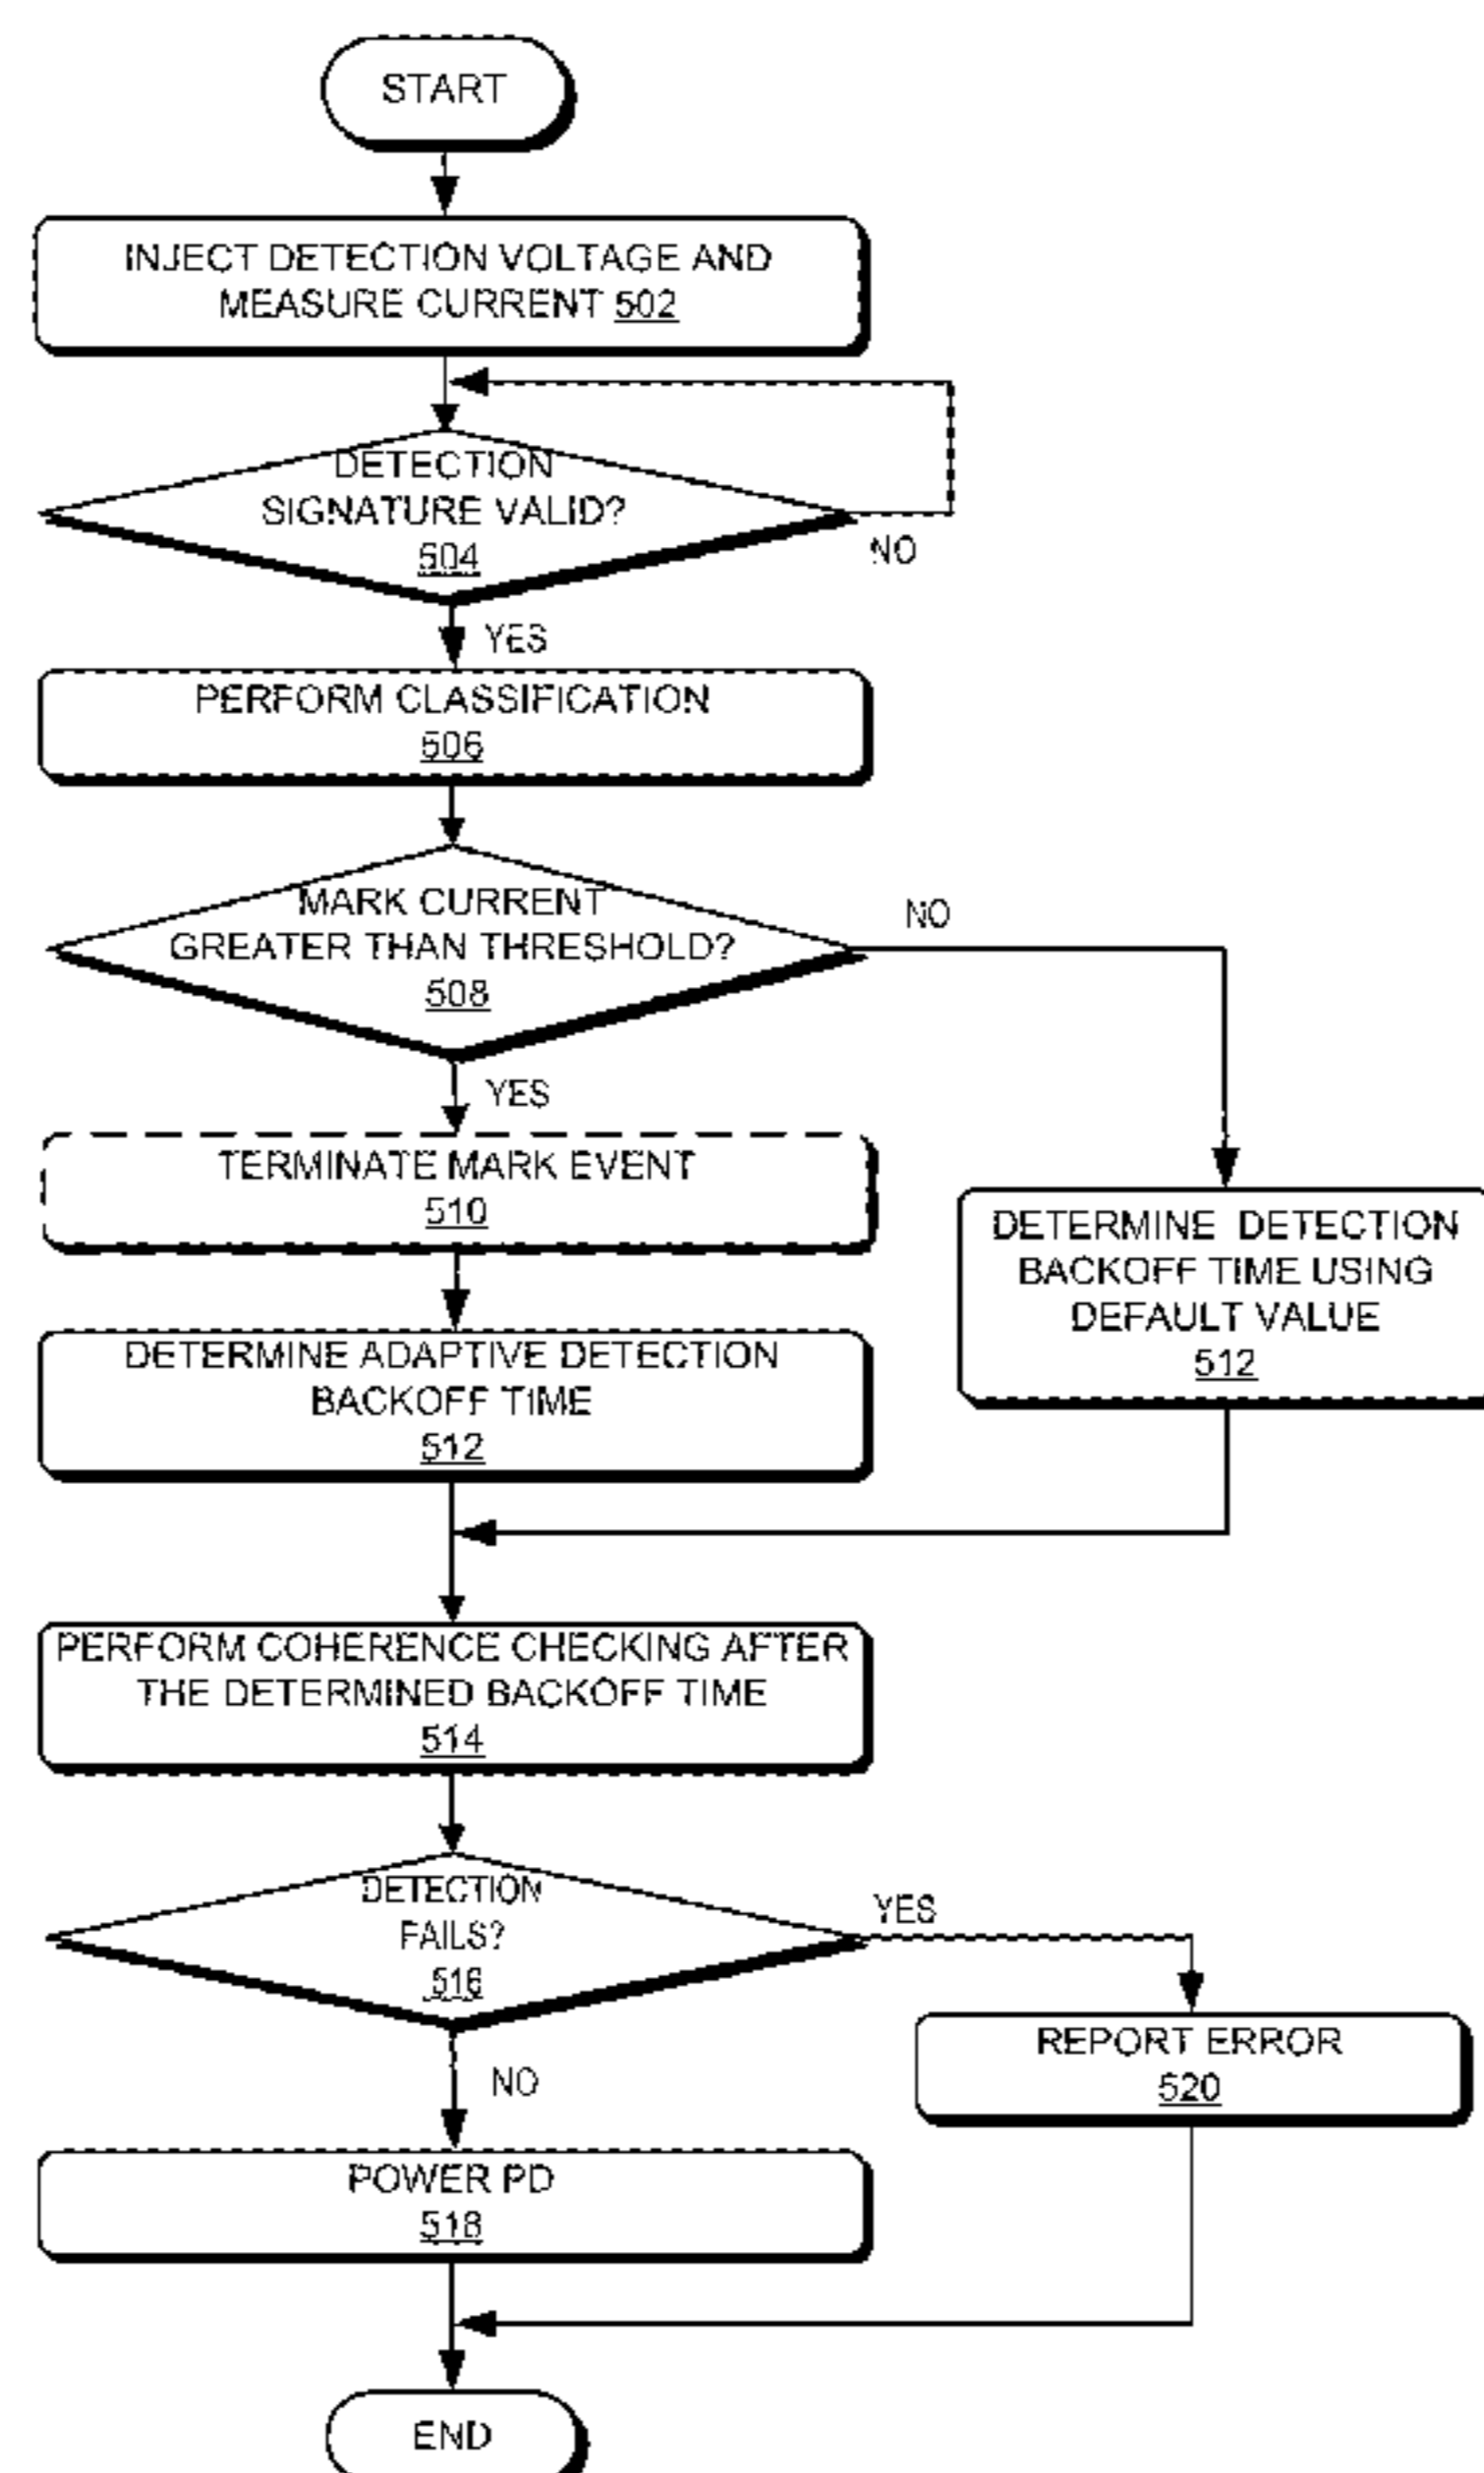 START
INJECT DETECTION VOLTAGE AND
MEASURE CURRENT 502
DETECTION
SIGNATURE VALID?
504
NO
YES
PERFORM CLASSIFICATION
506
MARK CURRENT
GREATER THAN THRESHOLD?
508
NO
YES
TERMINATE MARK EVENT
510
DETERMINE DETECTION
BACKOFF TIME USING
DEFAULT VALUE
512
DETERMINE ADAPTIVE DETECTION
BACKOFF TIME
512
PERFORM COHERENCE CHECKING AFTER
THE DETERMINED BACKOFF TIME
514
DETECTION
FAILS?
516
YES
NO
REPORT ERROR
520
POWER PD
518
END